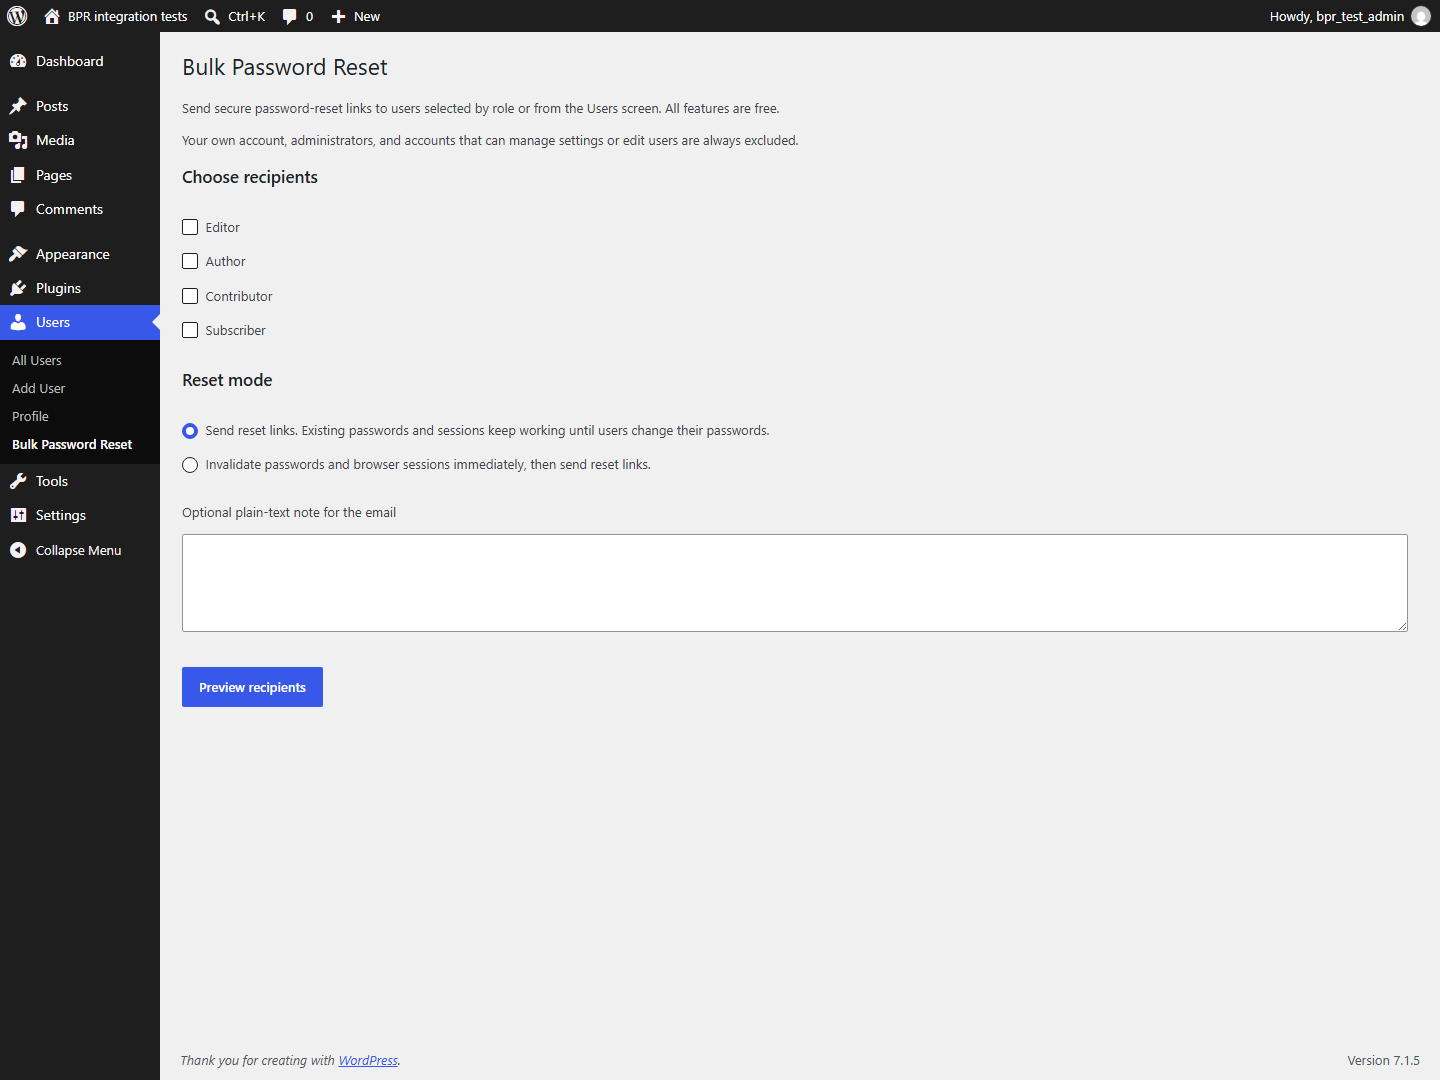 BPR integration tests
Ctrl+K
0
New
Howdy, bpr_test_admin
Dashboard
Posts
Media
Pages
Comments
Appearance
Plugins
Users
All Users
Add User
Profile
Bulk Password Reset
Tools
Settings
Collapse Menu
Bulk Password Reset
Send secure password-reset links to users selected by role or from the Users screen. All features are free.
Your own account, administrators, and accounts that can manage settings or edit users are always excluded.
Choose recipients
Editor
Author
Contributor
Subscriber
Reset mode
Send reset links. Existing passwords and sessions keep working until users change their passwords.
Invalidate passwords and browser sessions immediately, then send reset links.
Optional plain-text note for the email
Preview recipients
Thank you for creating with WordPress.
Version 7.1.5